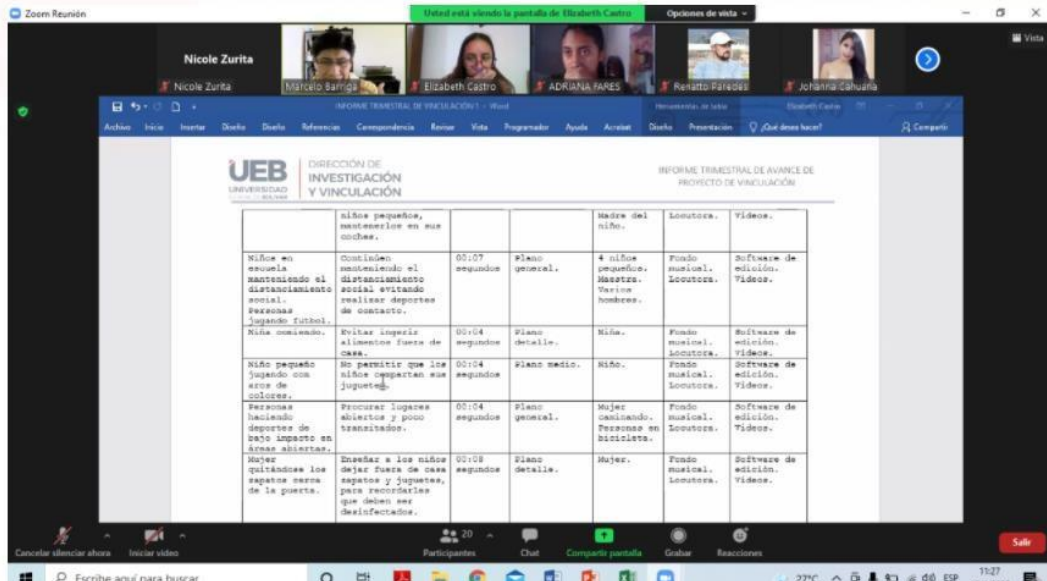 Zoom Reunión
Usted está viendo la pantalla de Elizabeth Castro
Opciones de vista
Vista
Nicole Zurita
Nicole Zurita
Marcelo Barriga
Elizabeth Castro
ADRIANA PARES
Renatto Paredes
Johanna Cahuana
INFORME TRIMESTRAL DE VINCULACIÓN 1 - Word
Herramientas de tabla
Elizabeth Castro
Archivo Inicio Insertar Diseño Diseño Referencias Correspondencia Revisar Vista Programador Ayuda Acrobat Diseño Presentación ¿Qué desea hacer? Compartir
UEB
UNIVERSIDAD
DIRECCIÓN DE
INVESTIGACIÓN
Y VINCULACIÓN
INFORME TRIMESTRAL DE AVANCE DE
PROYECTO DE VINCULACIÓN
niños pequeños,
mantenerlos en sus
coches.
Madre del
niño.
Locutora.
Videos.
Niños en
escuela
manteniendo el
distanciamiento
social.
Personas
jugando futbol.
Continúen
manteniendo el
distanciamiento
social evitando
realizar deportes
de contacto.
00:07
segundos
Plano
general.
4 niños
pequeños.
Maestra.
Varios
hombres.
Fondo
musical.
Locutora.
Software de
edición.
Videos.
Niña comiendo.
Evitar ingerir
alimentos fuera de
casa.
00:04
segundos
Plano
detalle.
Niña.
Fondo
musical.
Locutora.
Software de
edición.
Videos.
Niño pequeño
jugando con
aros de
colores.
No permitir que los
niños compartan sus
juguetes.
00:04
segundos
Plano medio.
Niño.
Fondo
musical.
Locutora.
Software de
edición.
Videos.
Personas
haciendo
deportes de
bajo impacto en
áreas abiertas.
Procurar lugares
abiertos y poco
transitados.
00:04
segundos
Plano
general.
Mujer
caminando.
Personas en
bicicleta.
Fondo
musical.
Locutora.
Software de
edición.
Videos.
Mujer
quitándose los
zapatos cerca
de la puerta.
Enseñar a los niños
dejar fuera de casa
zapatos y juguetes,
para recordarles
que deben ser
desinfectados.
00:08
segundos
Plano
detalle.
Mujer.
Fondo
musical.
Locutora.
Software de
edición.
Videos.
Cancelar silenciar ahora
Iniciar video
20
Participantes
Chat
Compartir pantalla
Grabar
Reacciones
Salir
Escribe aquí para buscar
27°C
ESP
11:27